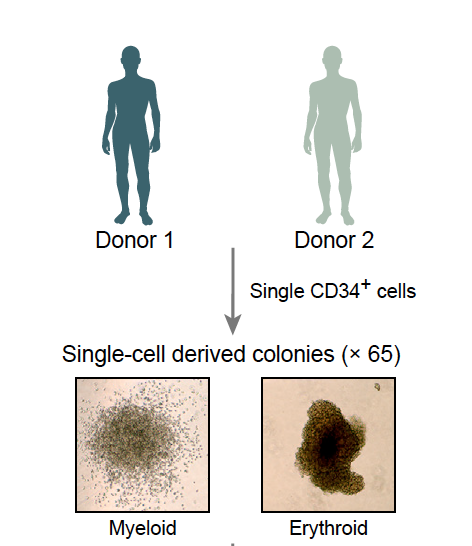 Donor 1
Donor 2
Single CD34+ cells
Single-cell derived colonies (× 65)
Myeloid
Erythroid